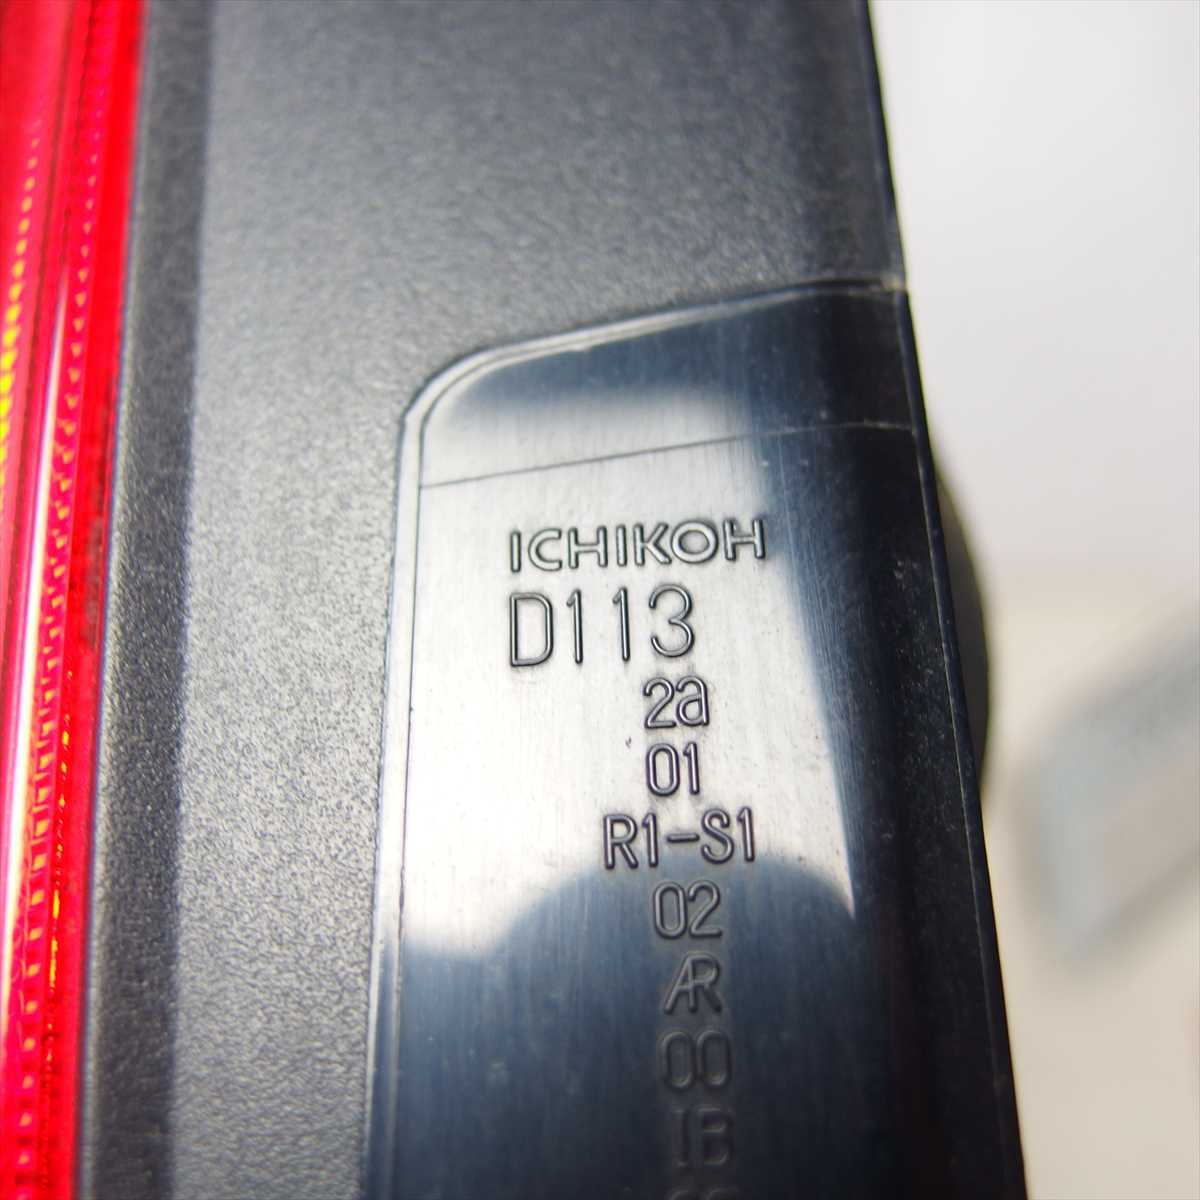 ICHIKOH
D113
2a
01
R1-S1
02
AR
00
IB